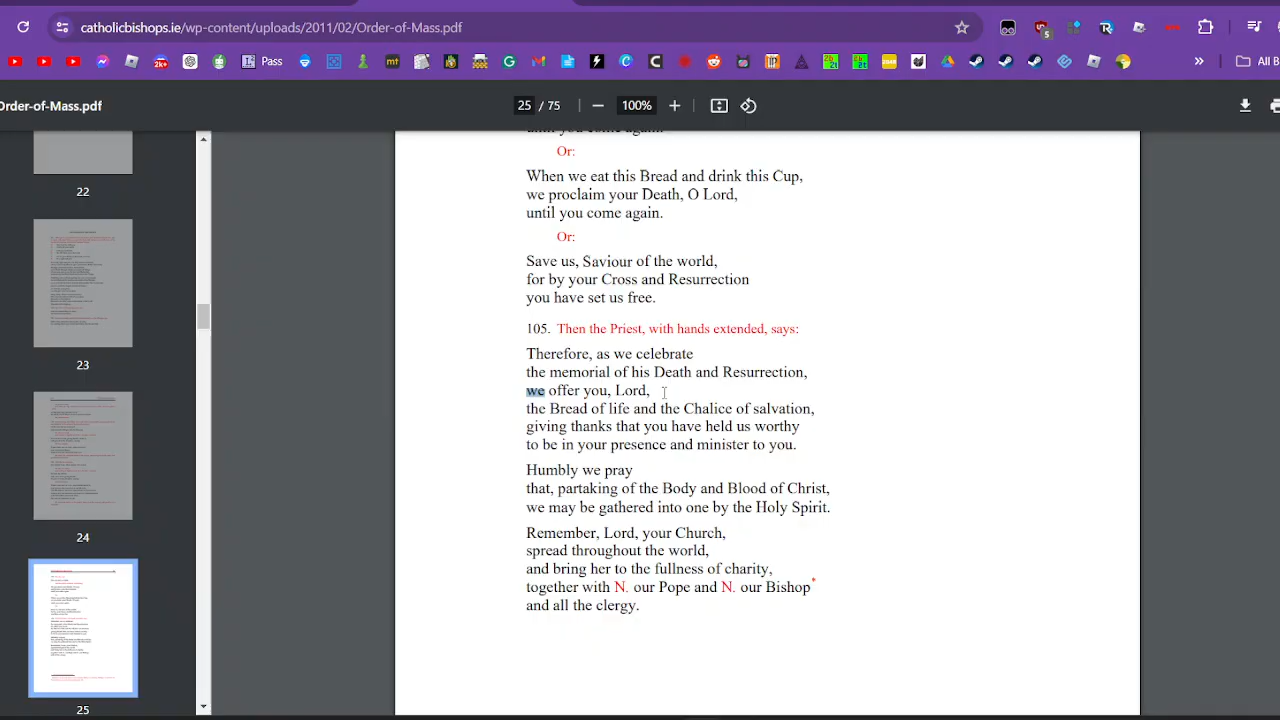 catholicbishops.ie/wp-content/uploads/2011/02/Order-of-Mass.pdf
5
2k+
Pass
All B
Order-of-Mass.pdf
25 / 75
100%
until you come again.
Or:
When we eat this Bread and drink this Cup,
we proclaim your Death, O Lord,
until you come again.
Or:
Save us, Saviour of the world,
for by your Cross and Resurrection
you have set us free.
105. Then the Priest, with hands extended, says:
Therefore, as we celebrate
the memorial of his Death and Resurrection,
we offer you, Lord,
the Bread of life and the Chalice of salvation,
giving thanks that you have held us worthy
to be in your presence and minister to you.
Humbly we pray
that, partaking of the Body and Blood of Christ,
we may be gathered into one by the Holy Spirit.
Remember, Lord, your Church,
spread throughout the world,
and bring her to the fullness of charity,
together with N. our Pope and N. our Bishop*
and all the clergy.
22
23
24
25